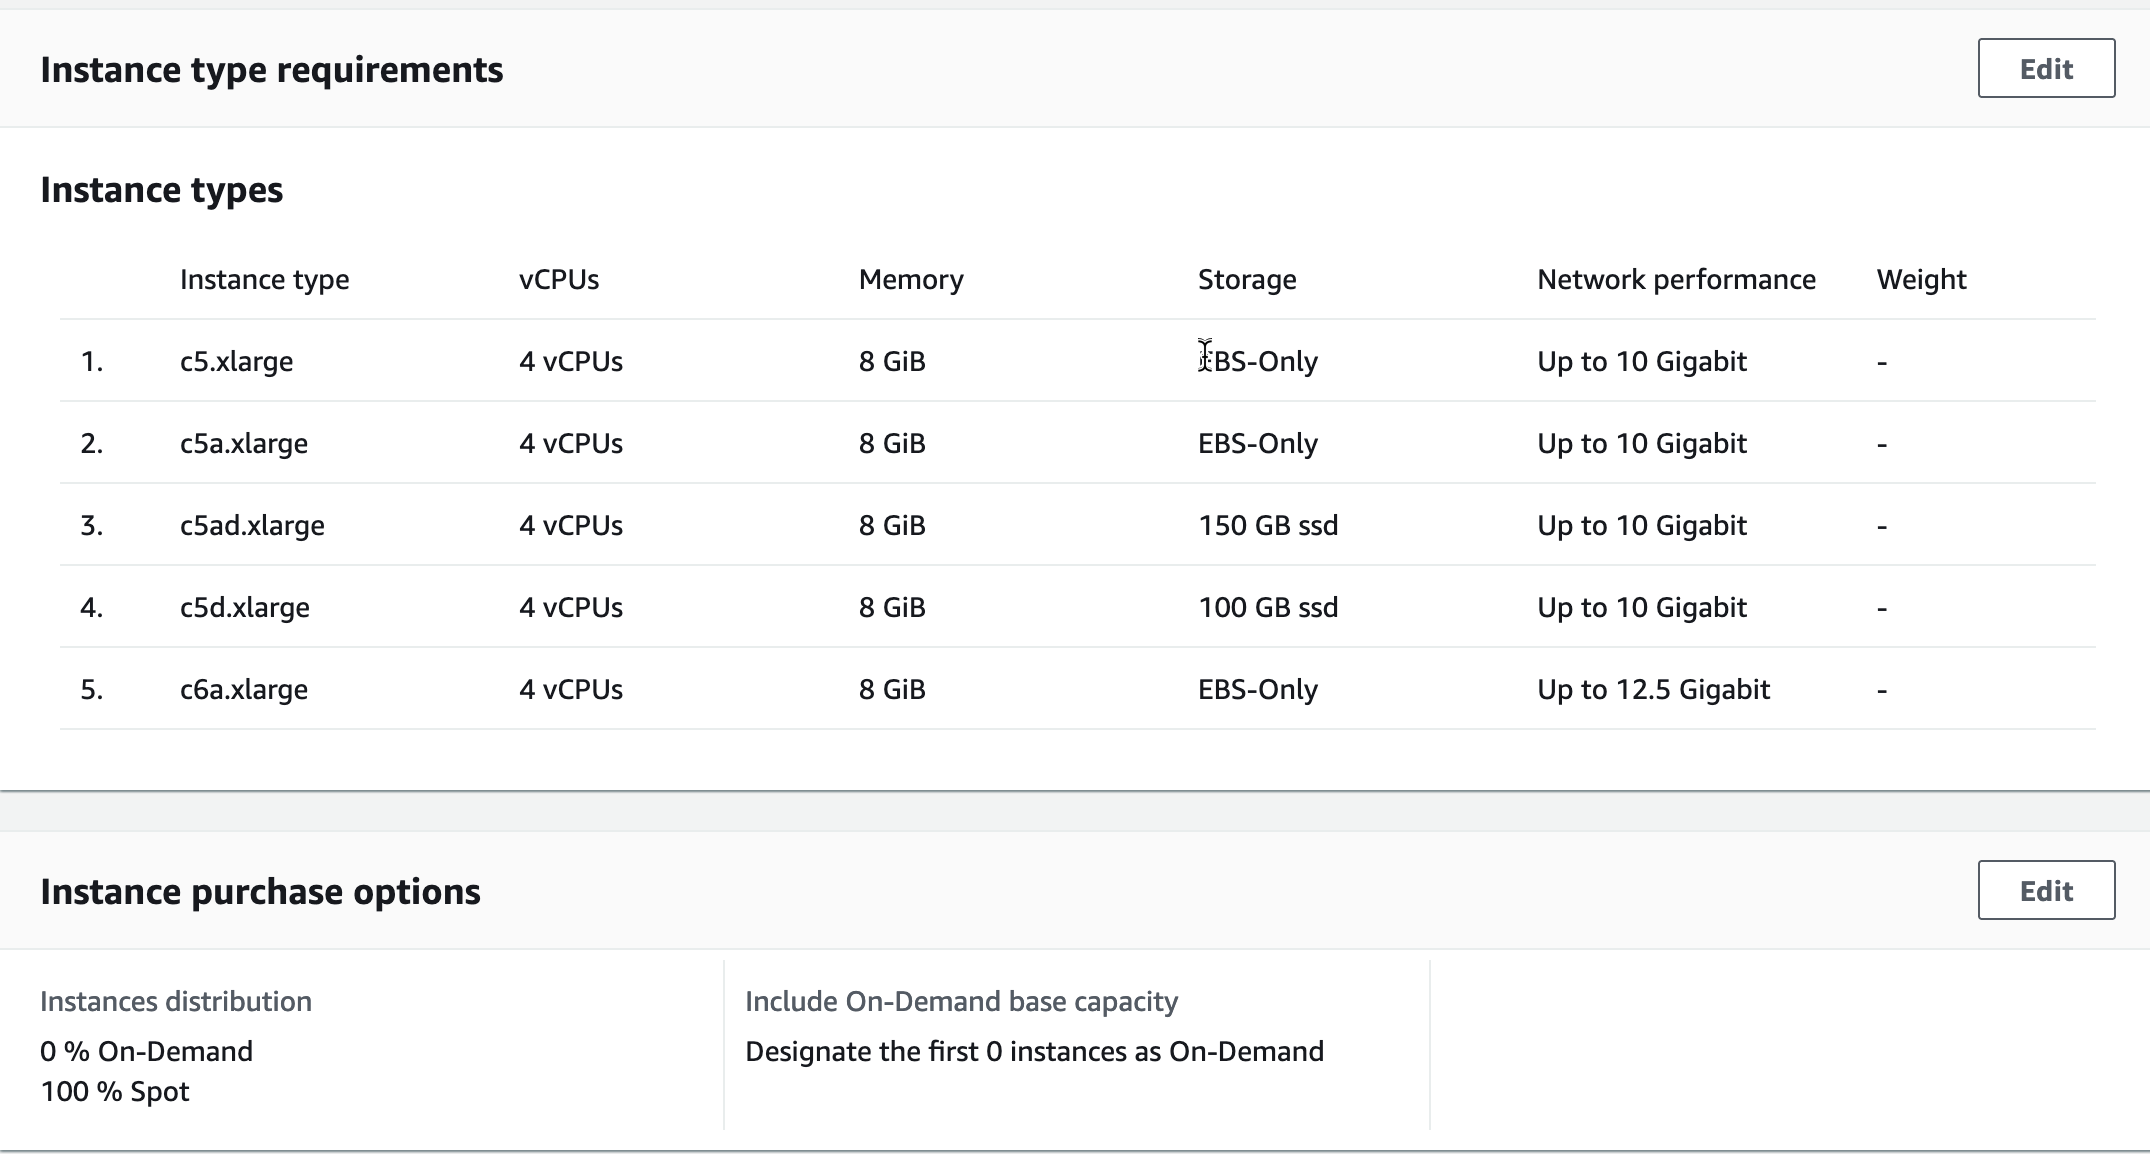 Instance type requirements
Edit
Instance types
Instance type vCPUs Memory Storage Network performance Weight
1. c5.xlarge 4 vCPUs 8 GiB EBS-Only Up to 10 Gigabit -
2. c5a.xlarge 4 vCPUs 8 GiB EBS-Only Up to 10 Gigabit -
3. c5ad.xlarge 4 vCPUs 8 GiB 150 GB ssd Up to 10 Gigabit -
4. c5d.xlarge 4 vCPUs 8 GiB 100 GB ssd Up to 10 Gigabit -
5. c6a.xlarge 4 vCPUs 8 GiB EBS-Only Up to 12.5 Gigabit -
Instance purchase options
Edit
Instances distribution
0 % On-Demand
100 % Spot
Include On-Demand base capacity
Designate the first 0 instances as On-Demand